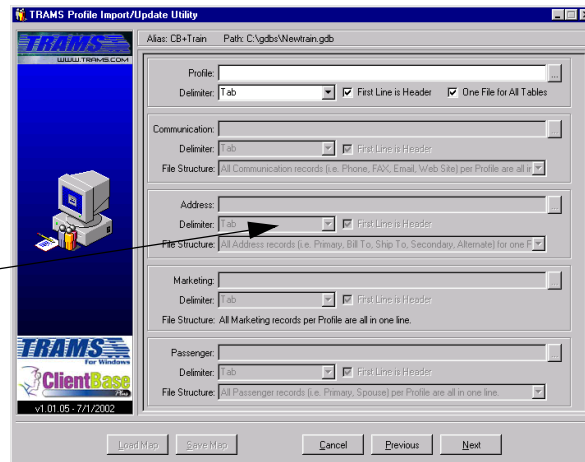 TRAMS Profile Import/Update Utility
TRAMS
WWW.TRAMS.COM
Alias: CB+Train Path: C:\gdbs\Newtrain.gdb
Profile: ...
Delimiter: Tab First Line is Header One File for All Tables
Communication: ...
Delimiter: Tab First Line is Header
File Structure: All Communication records (i.e. Phone, FAX, Email, Web Site) per Profile are all ir
Address: ...
Delimiter: Tab First Line is Header
File Structure: All Address records (i.e. Primary, Bill To, Ship To, Secondary, Alternate) for one F
Marketing: ...
Delimiter: Tab First Line is Header
File Structure: All Marketing records per Profile are all in one line.
Passenger: ...
Delimiter: Tab First Line is Header
File Structure: All Passenger records (i.e. Primary, Spouse) per Profile are all in one line.
TRAMS
For Windows
ClientBase
Plus
v1.01.05 - 7/1/2002
Load Map Save Map Cancel Previous Next